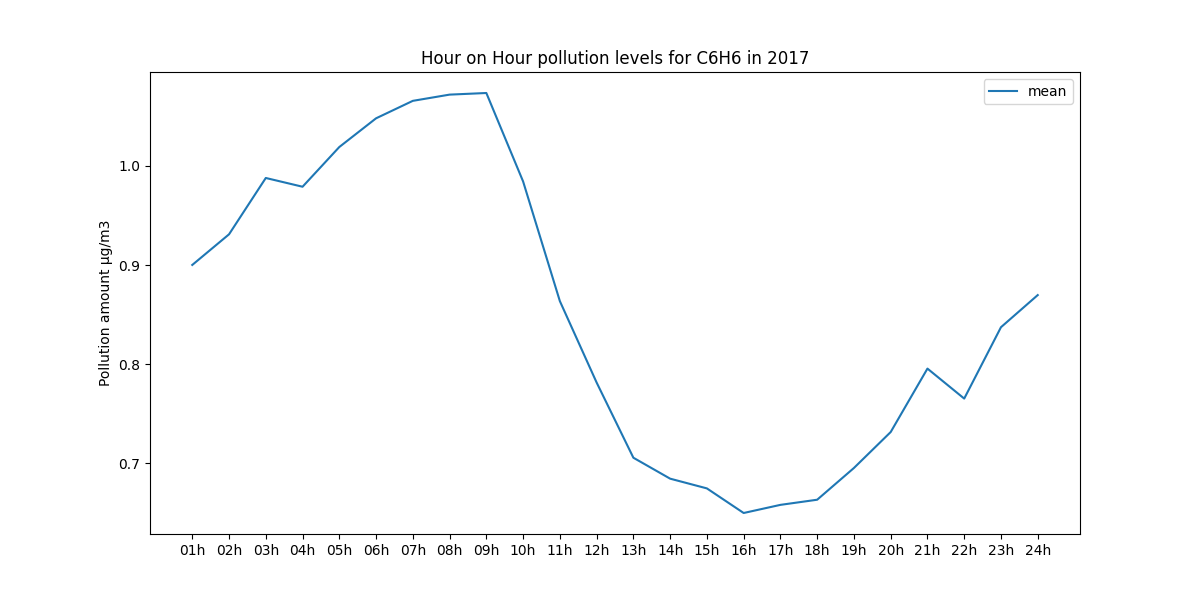 Hour on Hour pollution levels for C6H6 in 2017
mean
Pollution amount µg/m3
1.0
0.9
0.8
0.7
01h 02h 03h 04h 05h 06h 07h 08h 09h 10h 11h 12h 13h 14h 15h 16h 17h 18h 19h 20h 21h 22h 23h 24h